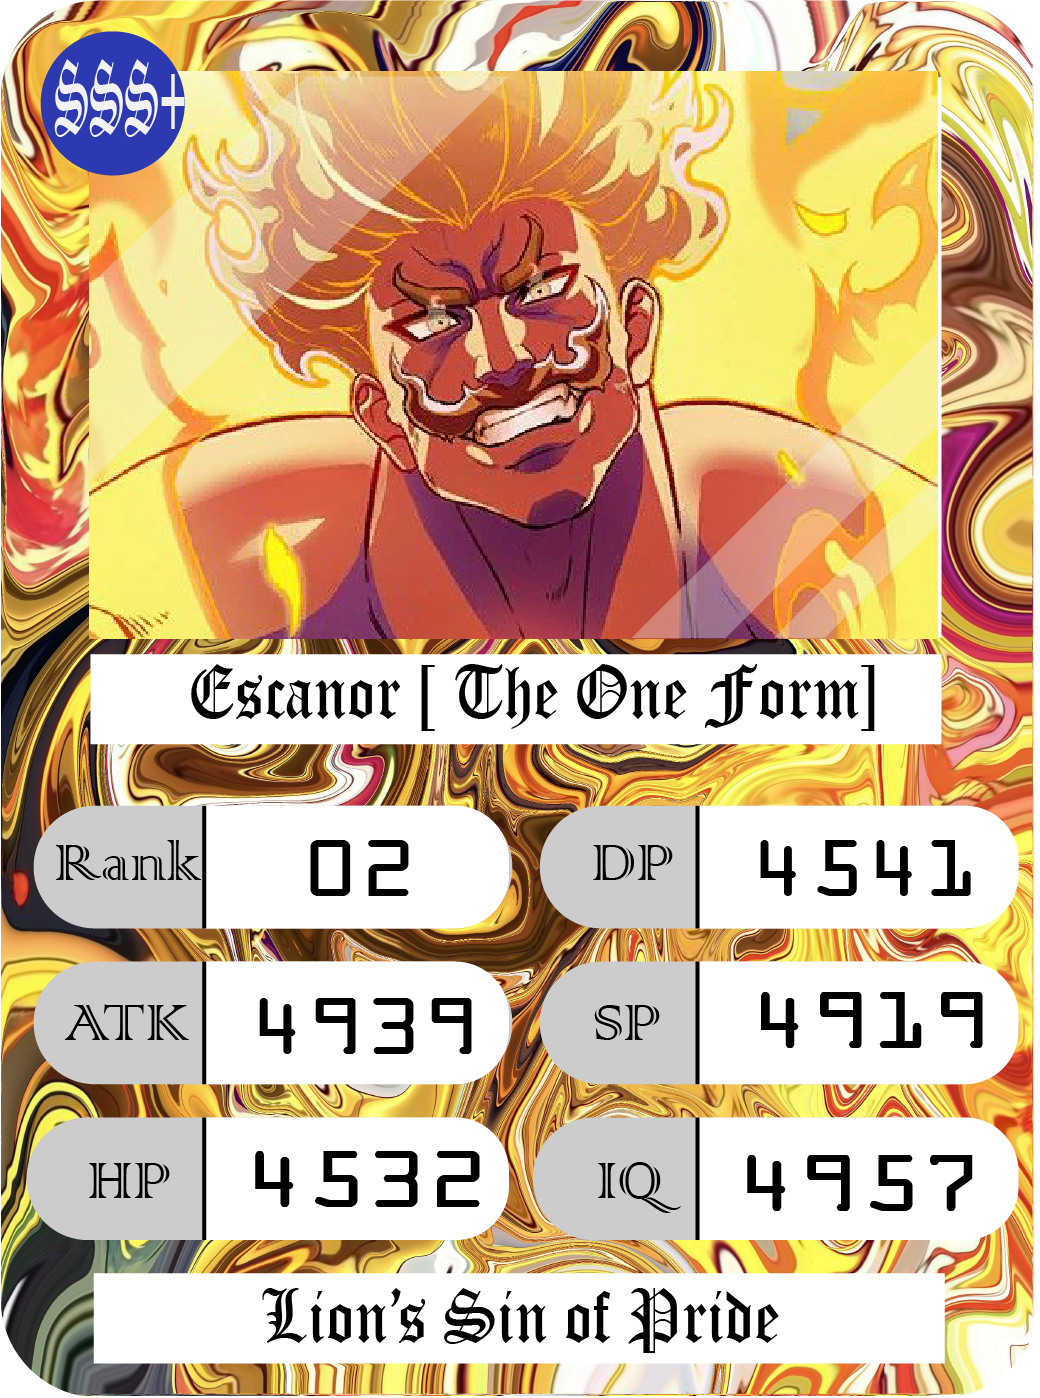 SSS+
Escanor [ The One Form]
Rank 02 DP 4541
ATK 4939 SP 4919
HP 4532 IQ 4957
Lion's Sin of Pride